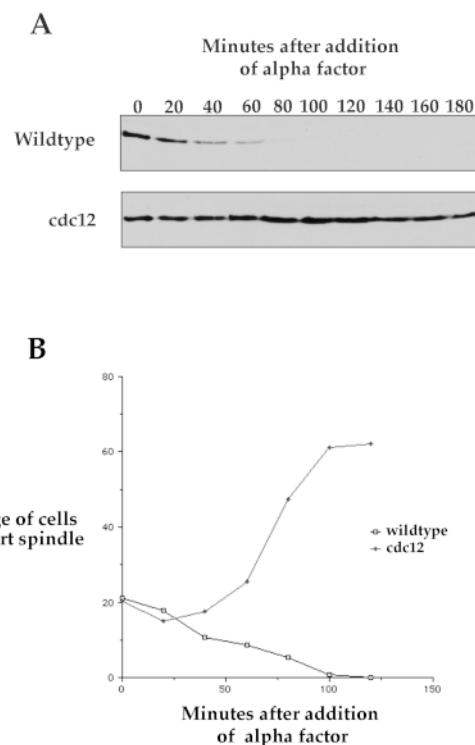 A
Minutes after addition
of alpha factor
0 20 40 60 80 100 120 140 160 180
Wildtype
cdc12
B
80
60
40
20
0
of cells
spindle
wildtype
cdc12
0 50 100 150
Minutes after addition
of alpha factor